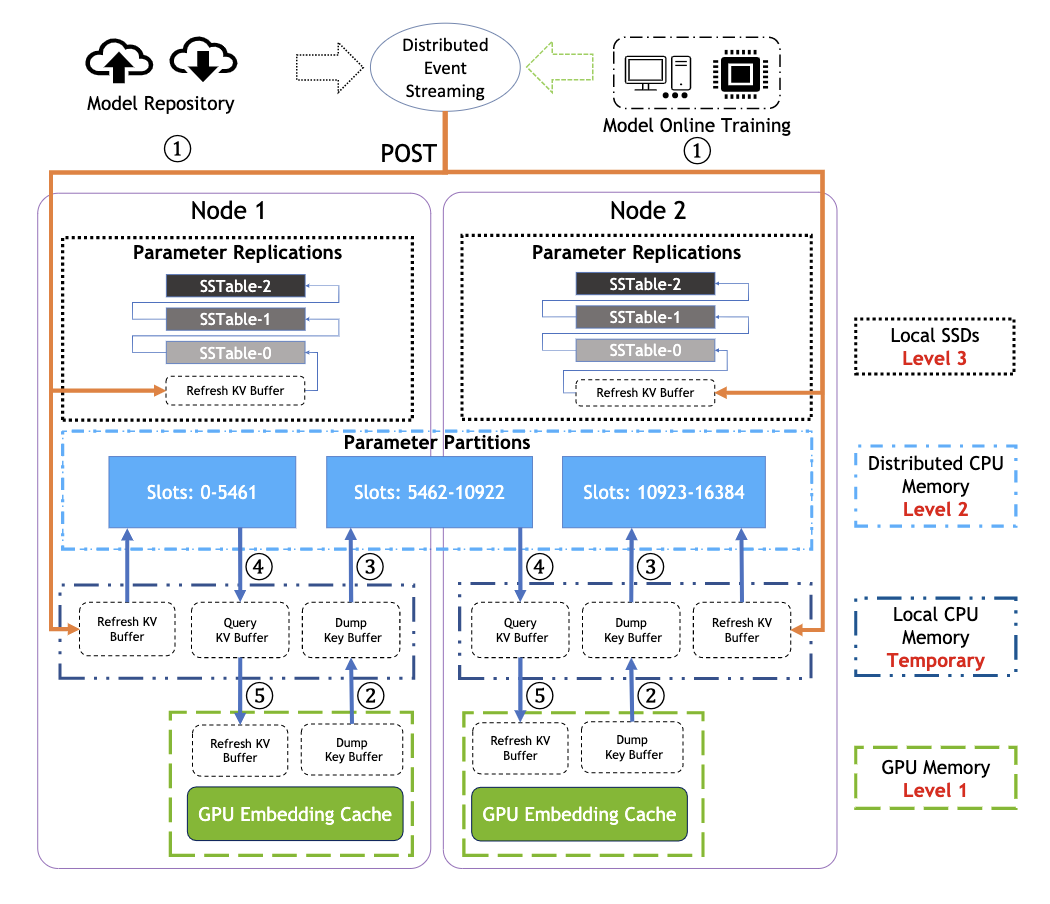 Distributed
Event
Streaming
Model Repository
Model Online Training
①
POST
①
Node 1
Node 2
Parameter Replications
SSTable-2
SSTable-1
SSTable-0
Refresh KV Buffer
Parameter Replications
SSTable-2
SSTable-1
SSTable-0
Refresh KV Buffer
Local SSDs
Level 3
Parameter Partitions
Slots: 0-5461
Slots: 5462-10922
Slots: 10923-16384
Distributed CPU
Memory
Level 2
④
③
④
③
Refresh KV
Buffer
Query
KV Buffer
Dump
Key Buffer
Query
KV Buffer
Dump
Key Buffer
Refresh KV
Buffer
Local CPU
Memory
Temporary
⑤
②
⑤
②
Refresh KV
Buffer
Dump
Key Buffer
Refresh KV
Buffer
Dump
Key Buffer
GPU Embedding Cache
GPU Embedding Cache
GPU Memory
Level 1